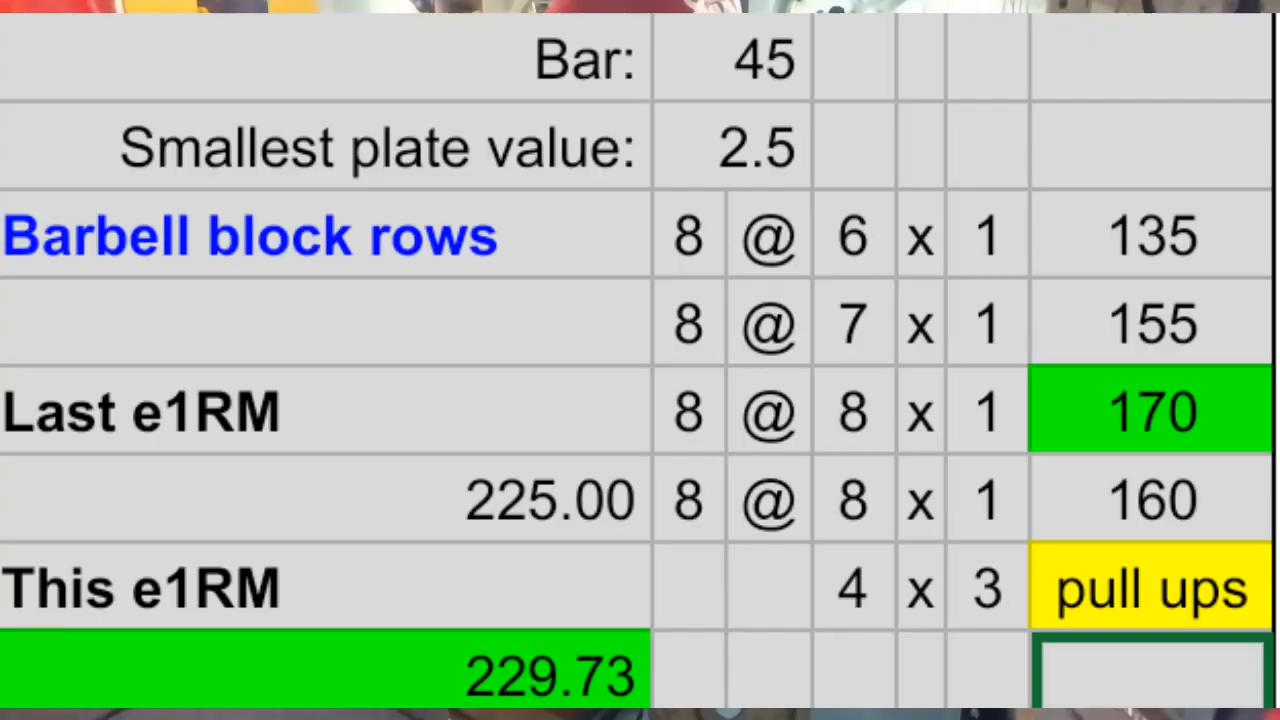 Bar: 45
Smallest plate value: 2.5
Barbell block rows 8 @ 6 x 1 135
8 @ 7 x 1 155
Last e1RM 8 @ 8 x 1 170
225.00 8 @ 8 x 1 160
This e1RM 4 x 3 pull ups
229.73